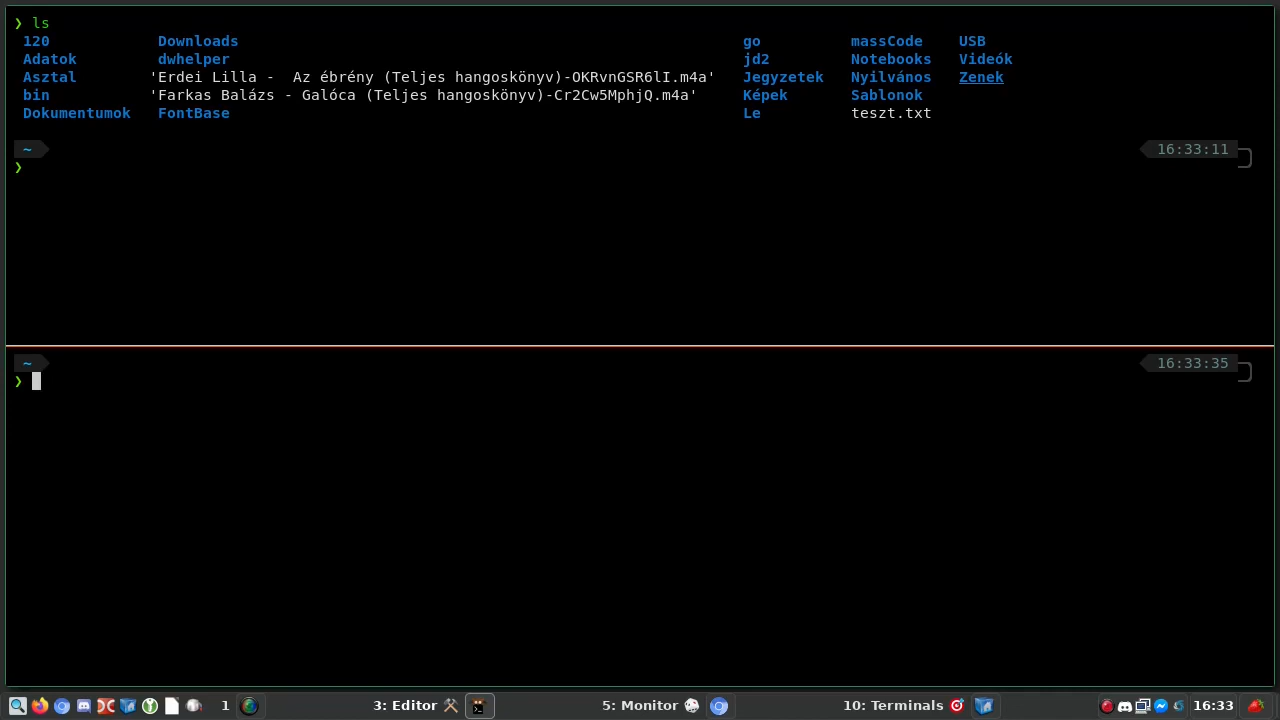 ❯ ls
120 Downloads go massCode USB
Adatok dwhelper jd2 Notebooks Videók
Asztal 'Erdei Lilla -  Az ébrény (Teljes hangoskönyv)-OKRvnGSR6lI.m4a' Jegyzetek Nyilvános Zenek
bin 'Farkas Balázs - Galóca (Teljes hangoskönyv)-Cr2Cw5MphjQ.m4a' Képek Sablonok
Dokumentumok FontBase Le teszt.txt
~ 16:33:11
❯
~ 16:33:35
❯
1 3: Editor 5: Monitor 10: Terminals 16:33